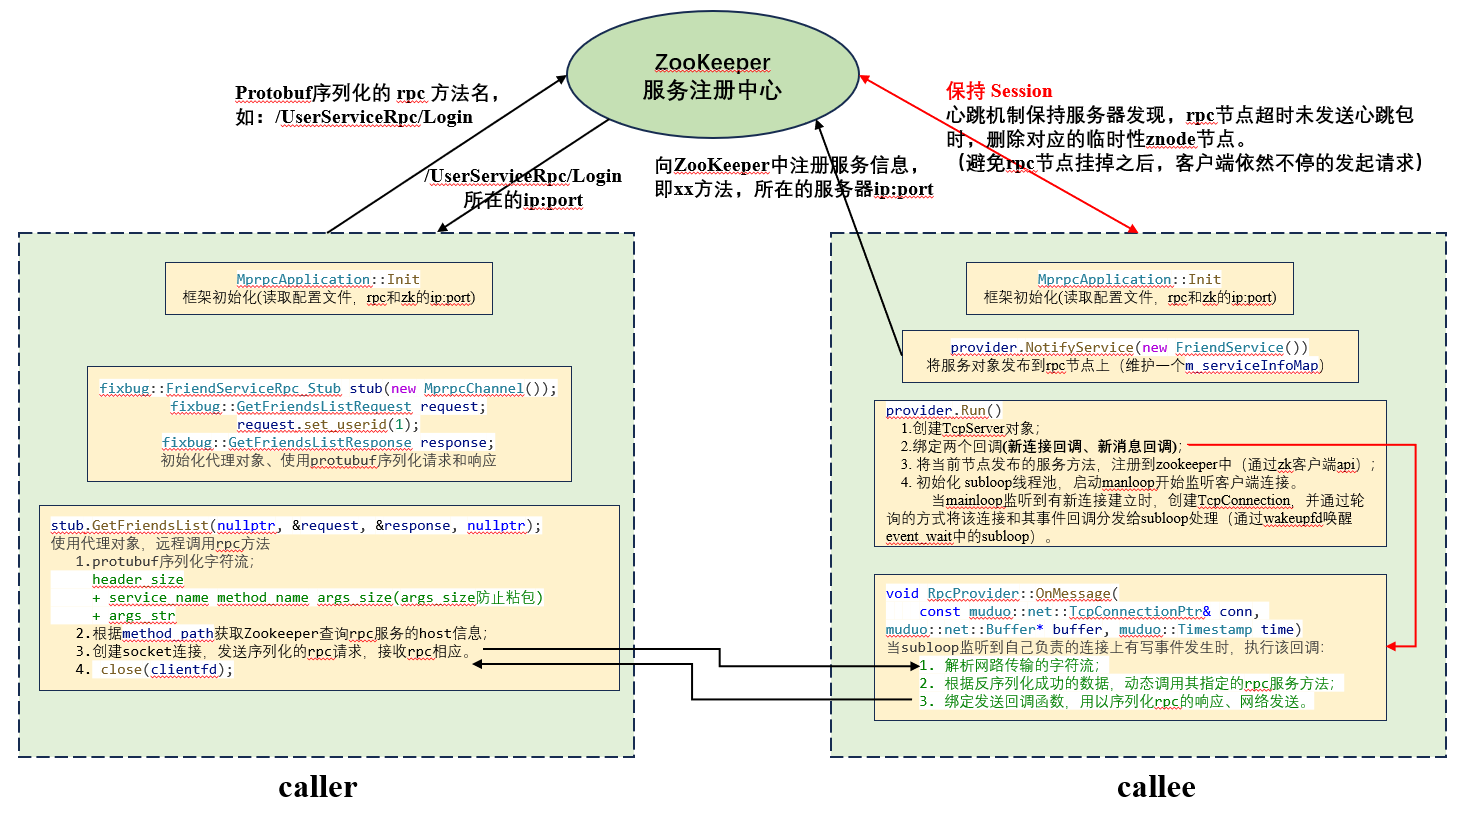 ZooKeeper
服务注册中心
Protobuf序列化的 rpc 方法名，
如：/UserServiceRpc/Login
/UserServiceRpc/Login
所在的ip:port
向ZooKeeper中注册服务信息，
即xx方法，所在的服务器ip:port
保持 Session
心跳机制保持服务器发现，rpc节点超时未发送心跳包
时，删除对应的临时性znode节点。
（避免rpc节点挂掉之后，客户端依然不停的发起请求）
MprpcApplication::Init
框架初始化(读取配置文件，rpc和zk的ip:port)
fixbug::FriendServiceRpc_Stub stub(new MprpcChannel());
fixbug::GetFriendsListRequest request;
request.set_userid(1);
fixbug::GetFriendsListResponse response;
初始化代理对象、使用protubuf序列化请求和响应
stub.GetFriendsList(nullptr, &request, &response, nullptr);
使用代理对象，远程调用rpc方法
1.protubuf序列化字符流；
header_size
+ service_name method_name args_size(args_size防止粘包)
+ args_str
2.根据method_path获取Zookeeper查询rpc服务的host信息；
3.创建socket连接，发送序列化的rpc请求，接收rpc相应。
4. close(clientfd);
caller
MprpcApplication::Init
框架初始化(读取配置文件，rpc和zk的ip:port)
provider.NotifyService(new FriendService())
将服务对象发布到rpc节点上（维护一个m_serviceInfoMap）
provider.Run()
1.创建TcpServer对象；
2.绑定两个回调(新连接回调、新消息回调)；
3. 将当前节点发布的服务方法，注册到zookeeper中（通过zk客户端api）；
4. 初始化 subloop线程池，启动manloop开始监听客户端连接。
当mainloop监听到有新连接建立时，创建TcpConnection，并通过轮
询的方式将该连接和其事件回调分发给subloop处理（通过wakeupfd唤醒
event_wait中的subloop）。
void RpcProvider::OnMessage(
const muduo::net::TcpConnectionPtr& conn,
muduo::net::Buffer* buffer, muduo::Timestamp time)
当subloop监听到自己负责的连接上有写事件发生时，执行该回调：
1. 解析网路传输的字符流；
2. 根据反序列化成功的数据，动态调用其指定的rpc服务方法；
3. 绑定发送回调函数，用以序列化rpc的响应、网络发送。
callee